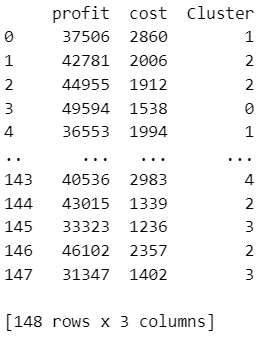 profit cost Cluster
0 37506 2860 1
1 42781 2006 2
2 44955 1912 2
3 49594 1538 0
4 36553 1994 1
.. ... ... ...
143 40536 2983 4
144 43015 1339 2
145 33323 1236 3
146 46102 2357 2
147 31347 1402 3
[148 rows x 3 columns]